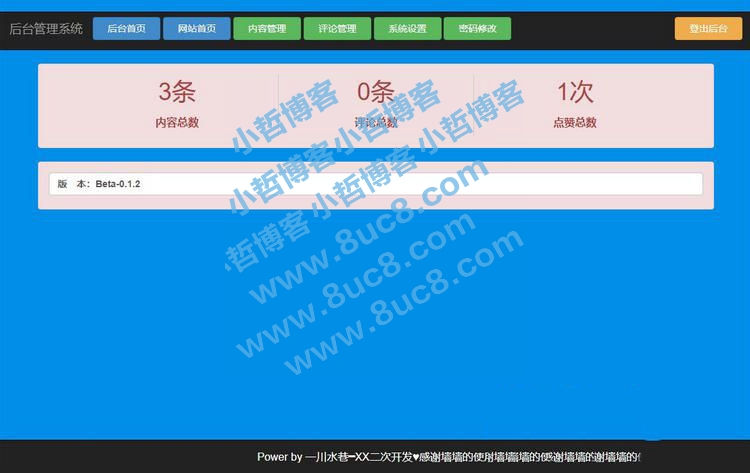 后台管理系统 后台首页 网站首页 内容管理 评论管理 系统设置 密码修改 登出后台
3条 0条 1次
内容总数 评论总数 点赞总数
版 本：Beta-0.1.2
小哲博客小哲博客
小哲博客小哲博客
哲博客 www.8uc8.com
www.8uc8.com
www.8uc8.com
Power by 一川水巷━XX二次开发♥感谢墙墙的使用墙墙墙的感谢墙墙的谢墙墙的